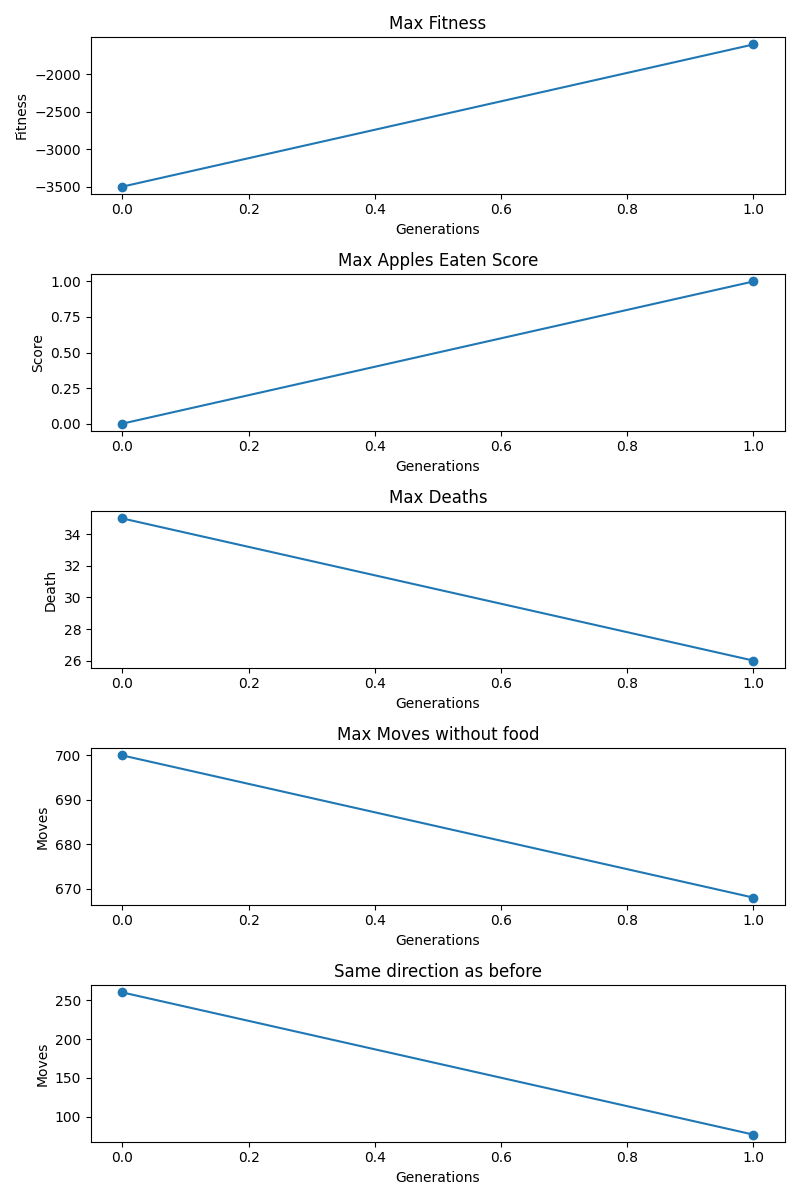 Max Fitness
Fitness
−2000
−2500
−3000
−3500
0.0 0.2 0.4 0.6 0.8 1.0
Generations
Max Apples Eaten Score
Score
1.00
0.75
0.50
0.25
0.00
0.0 0.2 0.4 0.6 0.8 1.0
Generations
Max Deaths
Death
34
32
30
28
26
0.0 0.2 0.4 0.6 0.8 1.0
Generations
Max Moves without food
Moves
700
690
680
670
0.0 0.2 0.4 0.6 0.8 1.0
Generations
Same direction as before
Moves
250
200
150
100
0.0 0.2 0.4 0.6 0.8 1.0
Generations